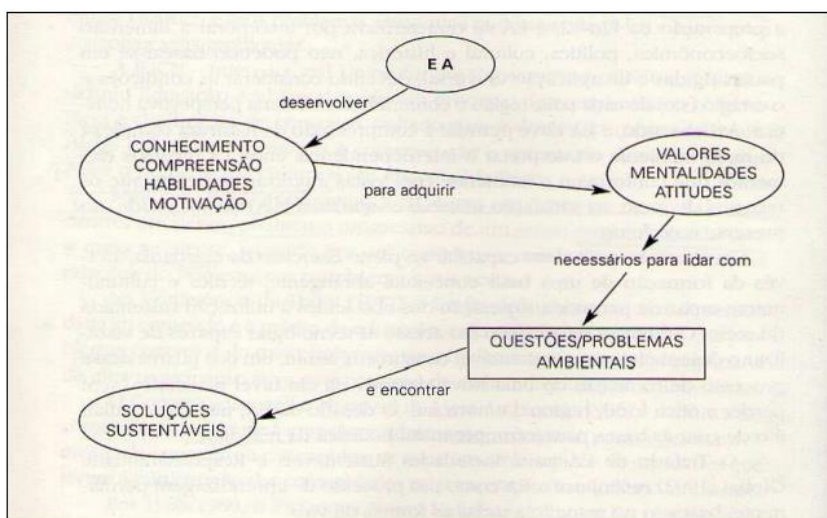 E A
desenvolver
CONHECIMENTO
COMPREENSÃO
HABILIDADES
MOTIVAÇÃO
para adquirir
VALORES
MENTALIDADES
ATITUDES
necessários para lidar com
QUESTÕES/PROBLEMAS
AMBIENTAIS
e encontrar
SOLUÇÕES
SUSTENTÁVEIS